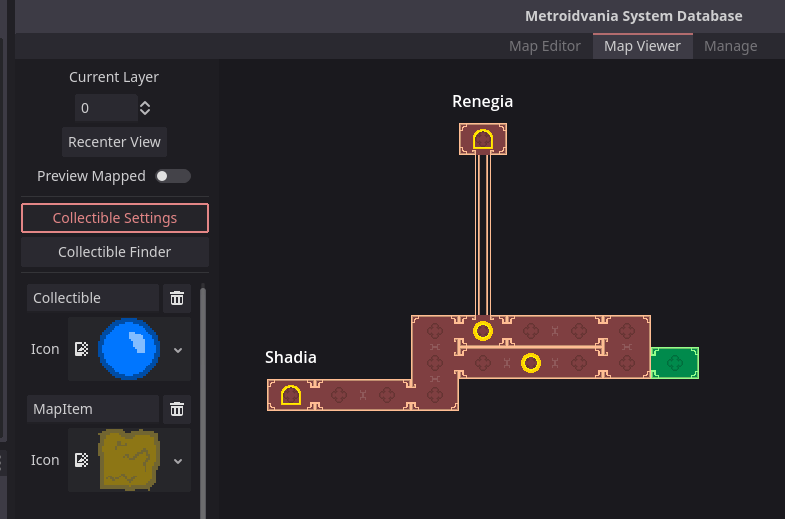 Metroidvania System Database
Map Editor Map Viewer Manage
Current Layer
0
Recenter View
Preview Mapped
Collectible Settings
Collectible Finder
Collectible
Icon
MapItem
Icon
Renegia
Shadia